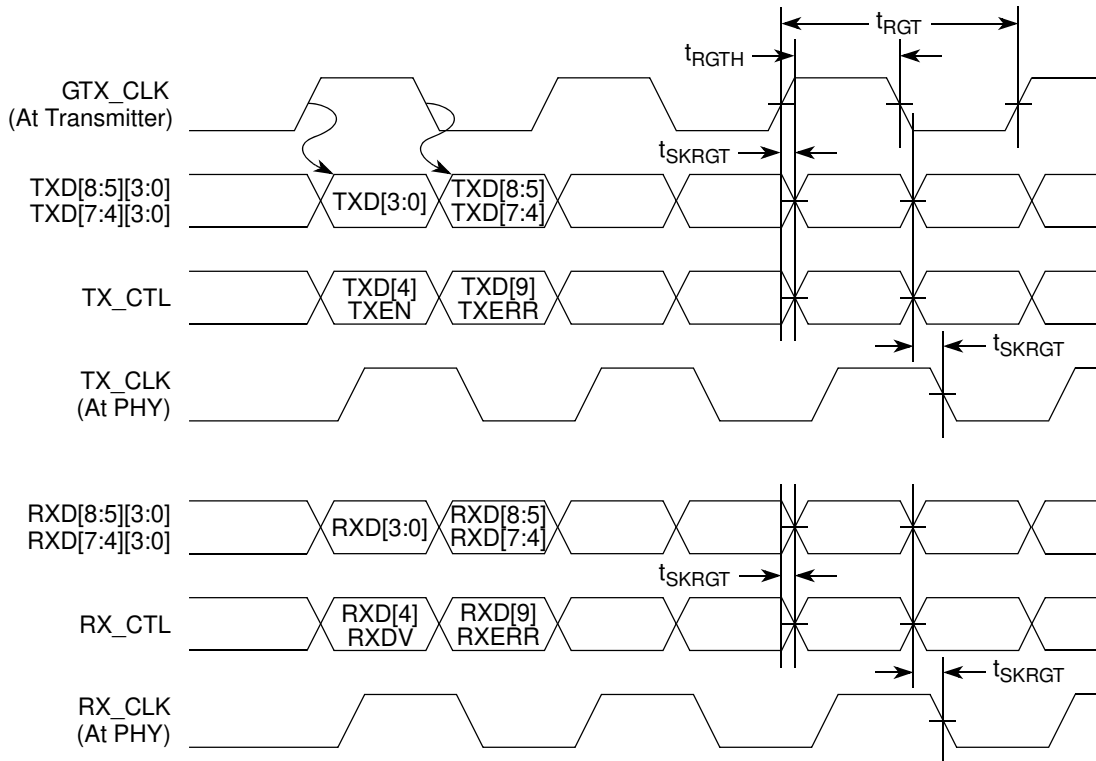 tRGT
tRGTH
GTX_CLK
(At Transmitter)
tSKRGT
TXD[8:5][3:0]
TXD[7:4][3:0]
TXD[3:0]
TXD[8:5]
TXD[7:4]
TX_CTL
TXD[4]
TXEN
TXD[9]
TXERR
tSKRGT
TX_CLK
(At PHY)
RXD[8:5][3:0]
RXD[7:4][3:0]
RXD[3:0]
RXD[8:5]
RXD[7:4]
tSKRGT
RX_CTL
RXD[4]
RXDV
RXD[9]
RXERR
tSKRGT
RX_CLK
(At PHY)